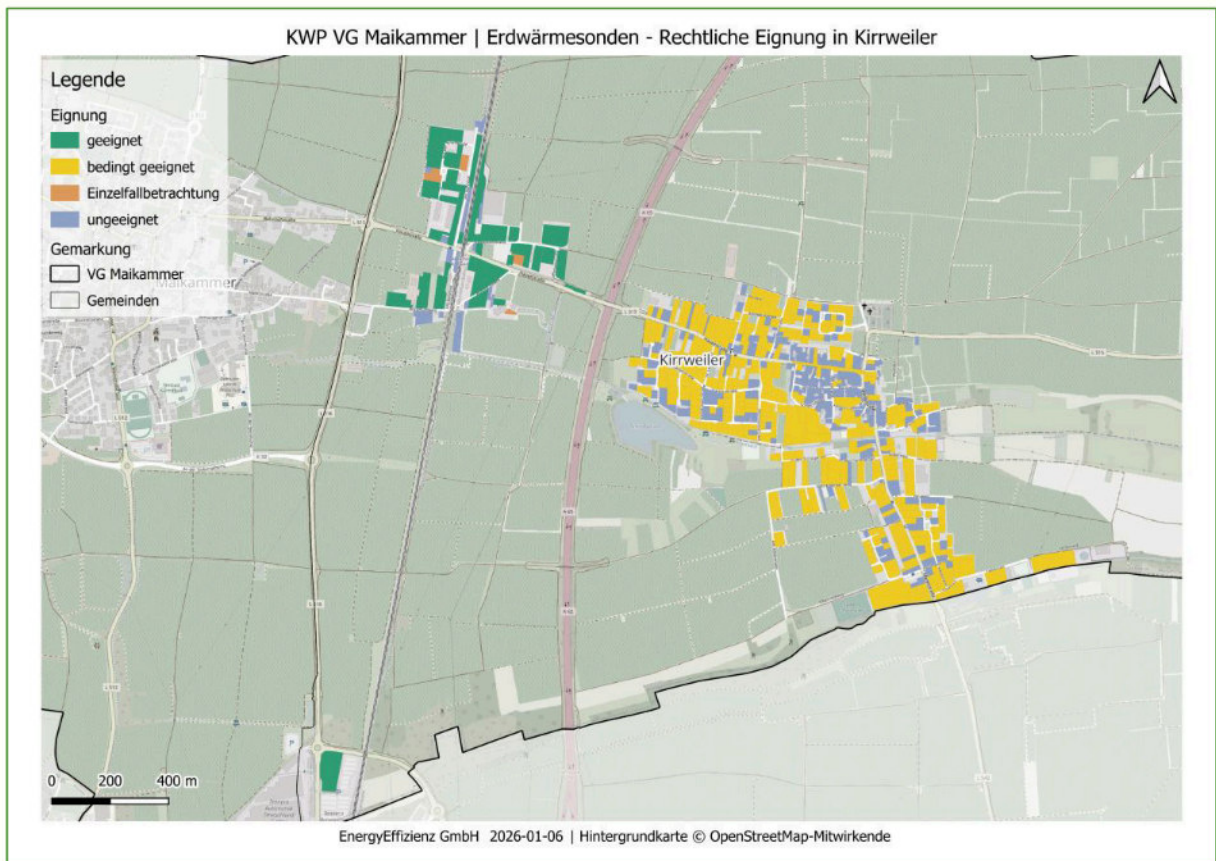 KWP VG Maikammer | Erdwärmesonden - Rechtliche Eignung in Kirrweiler
Legende
Eignung
geeignet
bedingt geeignet
Einzelfallbetrachtung
ungeeignet
Gemarkung
VG Maikammer
Gemeinden
Maikammer
Kirrweiler
0 200 400 m
EnergyEffizienz GmbH 2026-01-06 | Hintergrundkarte © OpenStreetMap-Mitwirkende